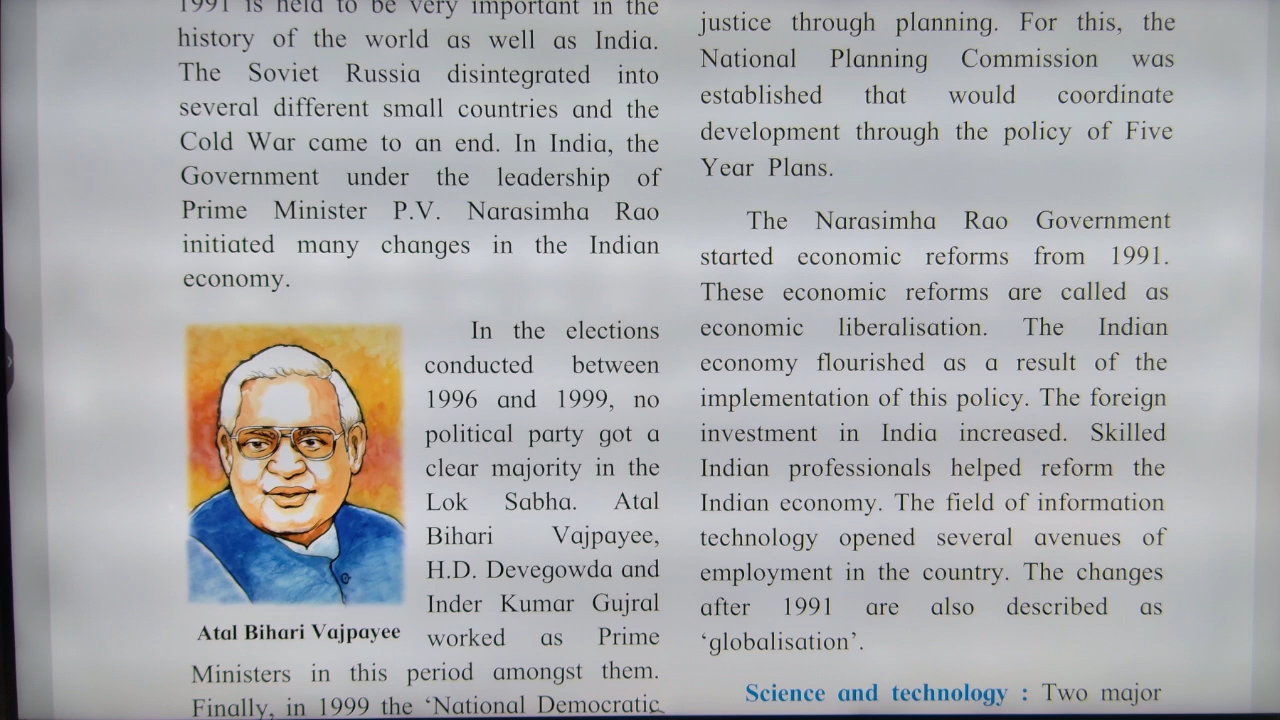 1991 is held to be very important in the
history of the world as well as India.
The Soviet Russia disintegrated into
several different small countries and the
Cold War came to an end. In India, the
Government under the leadership of
Prime Minister P.V. Narasimha Rao
initiated many changes in the Indian
economy.
In the elections
conducted between
1996 and 1999, no
political party got a
clear majority in the
Lok Sabha. Atal
Bihari Vajpayee,
H.D. Devegowda and
Inder Kumar Gujral
worked as Prime
Atal Bihari Vajpayee
Ministers in this period amongst them.
Finally, in 1999 the ‘National Democratic
justice through planning. For this, the
National Planning Commission was
established that would coordinate
development through the policy of Five
Year Plans.
The Narasimha Rao Government
started economic reforms from 1991.
These economic reforms are called as
economic liberalisation. The Indian
economy flourished as a result of the
implementation of this policy. The foreign
investment in India increased. Skilled
Indian professionals helped reform the
Indian economy. The field of information
technology opened several avenues of
employment in the country. The changes
after 1991 are also described as
‘globalisation’.
Science and technology : Two major